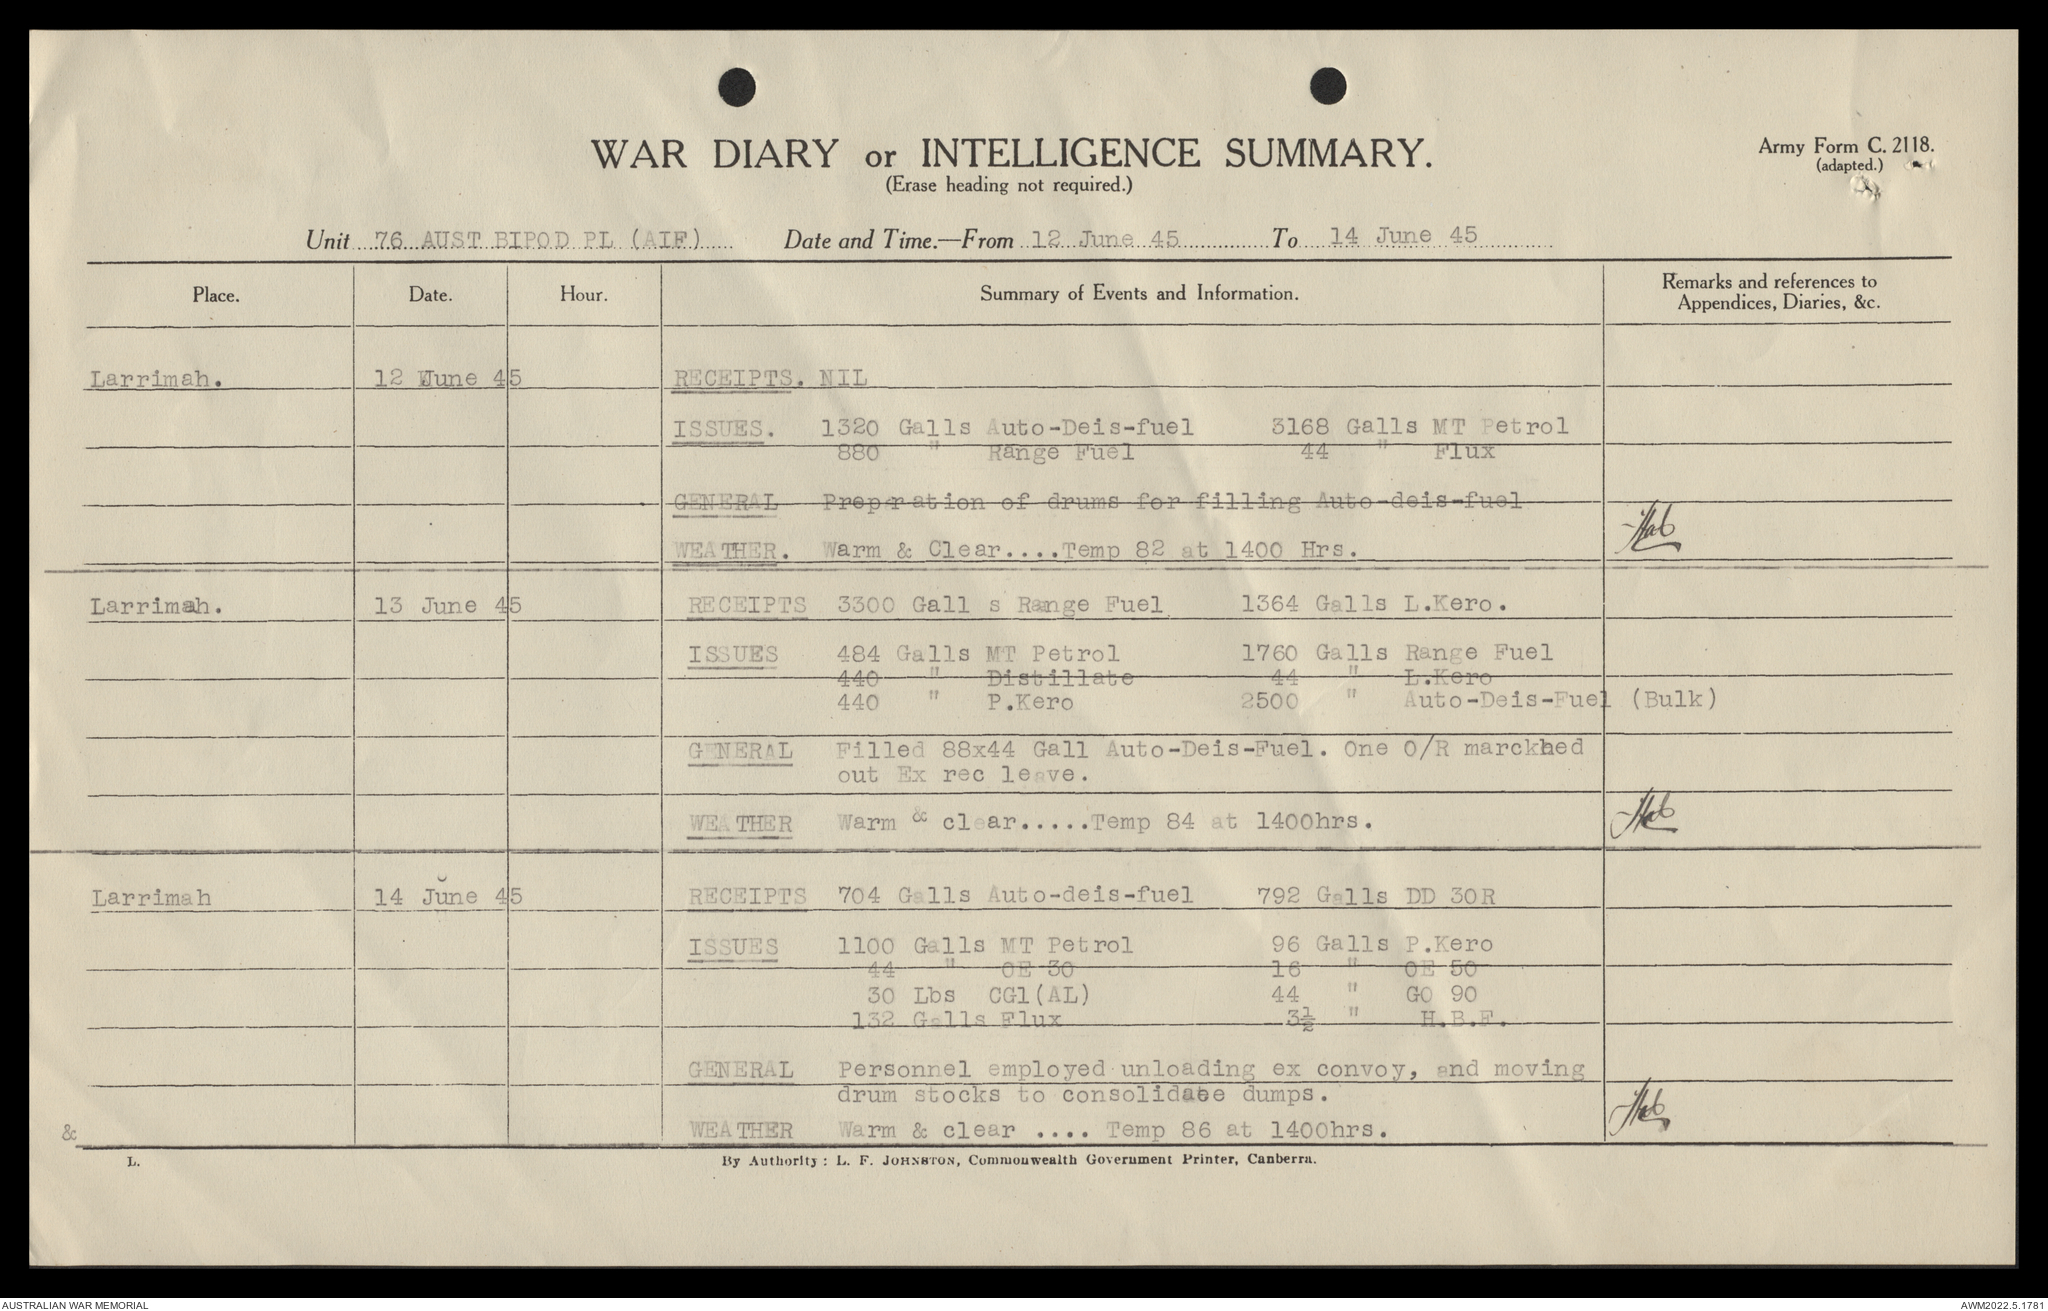 WAR DIARY or INTELLIGENCE SUMMARY.
(Erase heading not required.)
Army Form C. 2118.
(adapted.)
Unit 76 AUST BIPOD PL (AIF) Date and Time.—From 12 June 45 To 14 June 45
Place. Date. Hour. Summary of Events and Information. Remarks and references to
Appendices, Diaries, &c.
Larrimah. 12 June 45 RECEIPTS. NIL
ISSUES. 1320 Galls Auto-Deis-fuel 3168 Galls MT Petrol
880 " Range Fuel 44 " Flux
GENERAL Preparation of drums for filling Auto-deis-fuel
WEATHER. Warm & Clear....Temp 82 at 1400 Hrs.
Larrimah. 13 June 45 RECEIPTS 3300 Gall s Range Fuel 1364 Galls L.Kero.
ISSUES 484 Galls MT Petrol 1760 Galls Range Fuel
440 " Distillate 44 " L.Kero
440 " P.Kero 2500 " Auto-Deis-Fuel (Bulk)
GENERAL Filled 88x44 Gall Auto-Deis-Fuel. One O/R marckhed
out Ex rec leave.
WEATHER Warm & clear.....Temp 84 at 1400hrs.
Larrimah 14 June 45 RECEIPTS 704 Galls Auto-deis-fuel 792 Galls DD 30R
ISSUES 1100 Galls MT Petrol 96 Galls P.Kero
44 " OE 30 16 " OE 50
30 Lbs CG1(AL) 44 " GO 90
132 Galls Flux 3½ " H.B.F.
GENERAL Personnel employed unloading ex convoy, and moving
drum stocks to consolidate dumps.
& WEATHER Warm & clear .... Temp 86 at 1400hrs.
L. By Authority: L. F. JOHNSTON, Commonwealth Government Printer, Canberra.
AUSTRALIAN WAR MEMORIAL AWM2022.5.1781